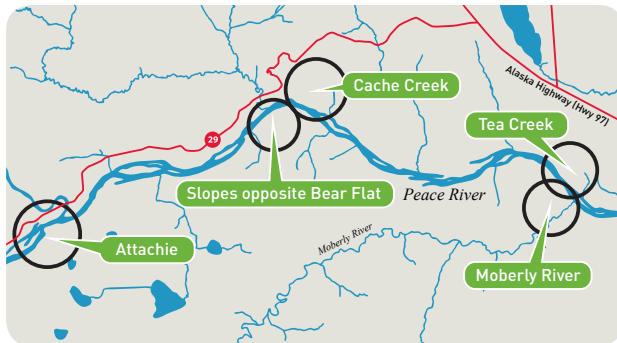 Cache Creek
Alaska Highway (Hwy 97)
Tea Creek
29
Slopes opposite Bear Flat
Peace River
Moberly River
Attachie
Moberly River